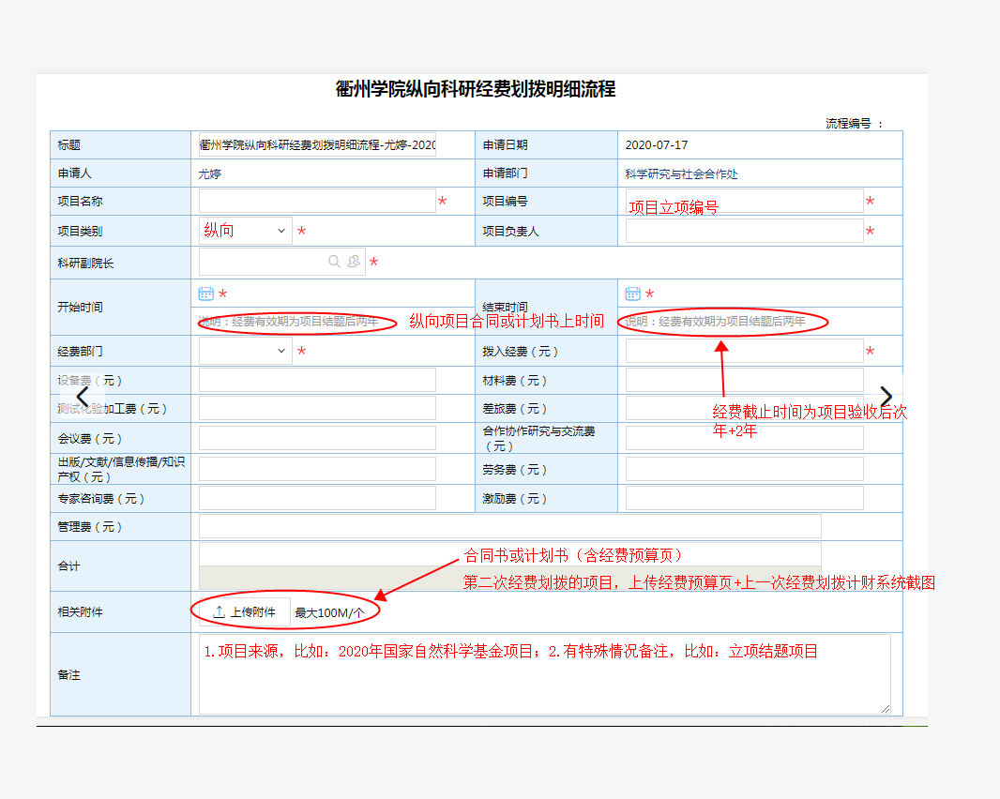 衢州学院纵向科研经费划拨明细流程
流程编号 ：
标题 衢州学院纵向科研经费划拨明细流程-尤婷-2020 申请日期 2020-07-17
申请人 尤婷 申请部门 科学研究与社会合作处
项目名称 * 项目编号 项目立项编号 *
项目类别 纵向 * 项目负责人 *
科研副院长 *
开始时间 * 结束时间 *
说明：经费有效期为项目结题后两年 纵向项目合同或计划书上时间 说明：经费有效期为项目结题后两年
经费部门 * 拨入经费（元） *
设备费（元） 材料费（元）
测试化验加工费（元） 差旅费（元）
经费截止时间为项目验收后次
年+2年
会议费（元） 合作协作研究与交流费
（元）
出版/文献/信息传播/知识
产权（元） 劳务费（元）
专家咨询费（元） 激励费（元）
管理费（元）
合计 合同书或计划书（含经费预算页）
第二次经费划拨的项目，上传经费预算页+上一次经费划拨计财系统截图
相关附件 上传附件 最大100M/个
备注 1.项目来源，比如：2020年国家自然科学基金项目；2.有特殊情况备注，比如：立项结题项目